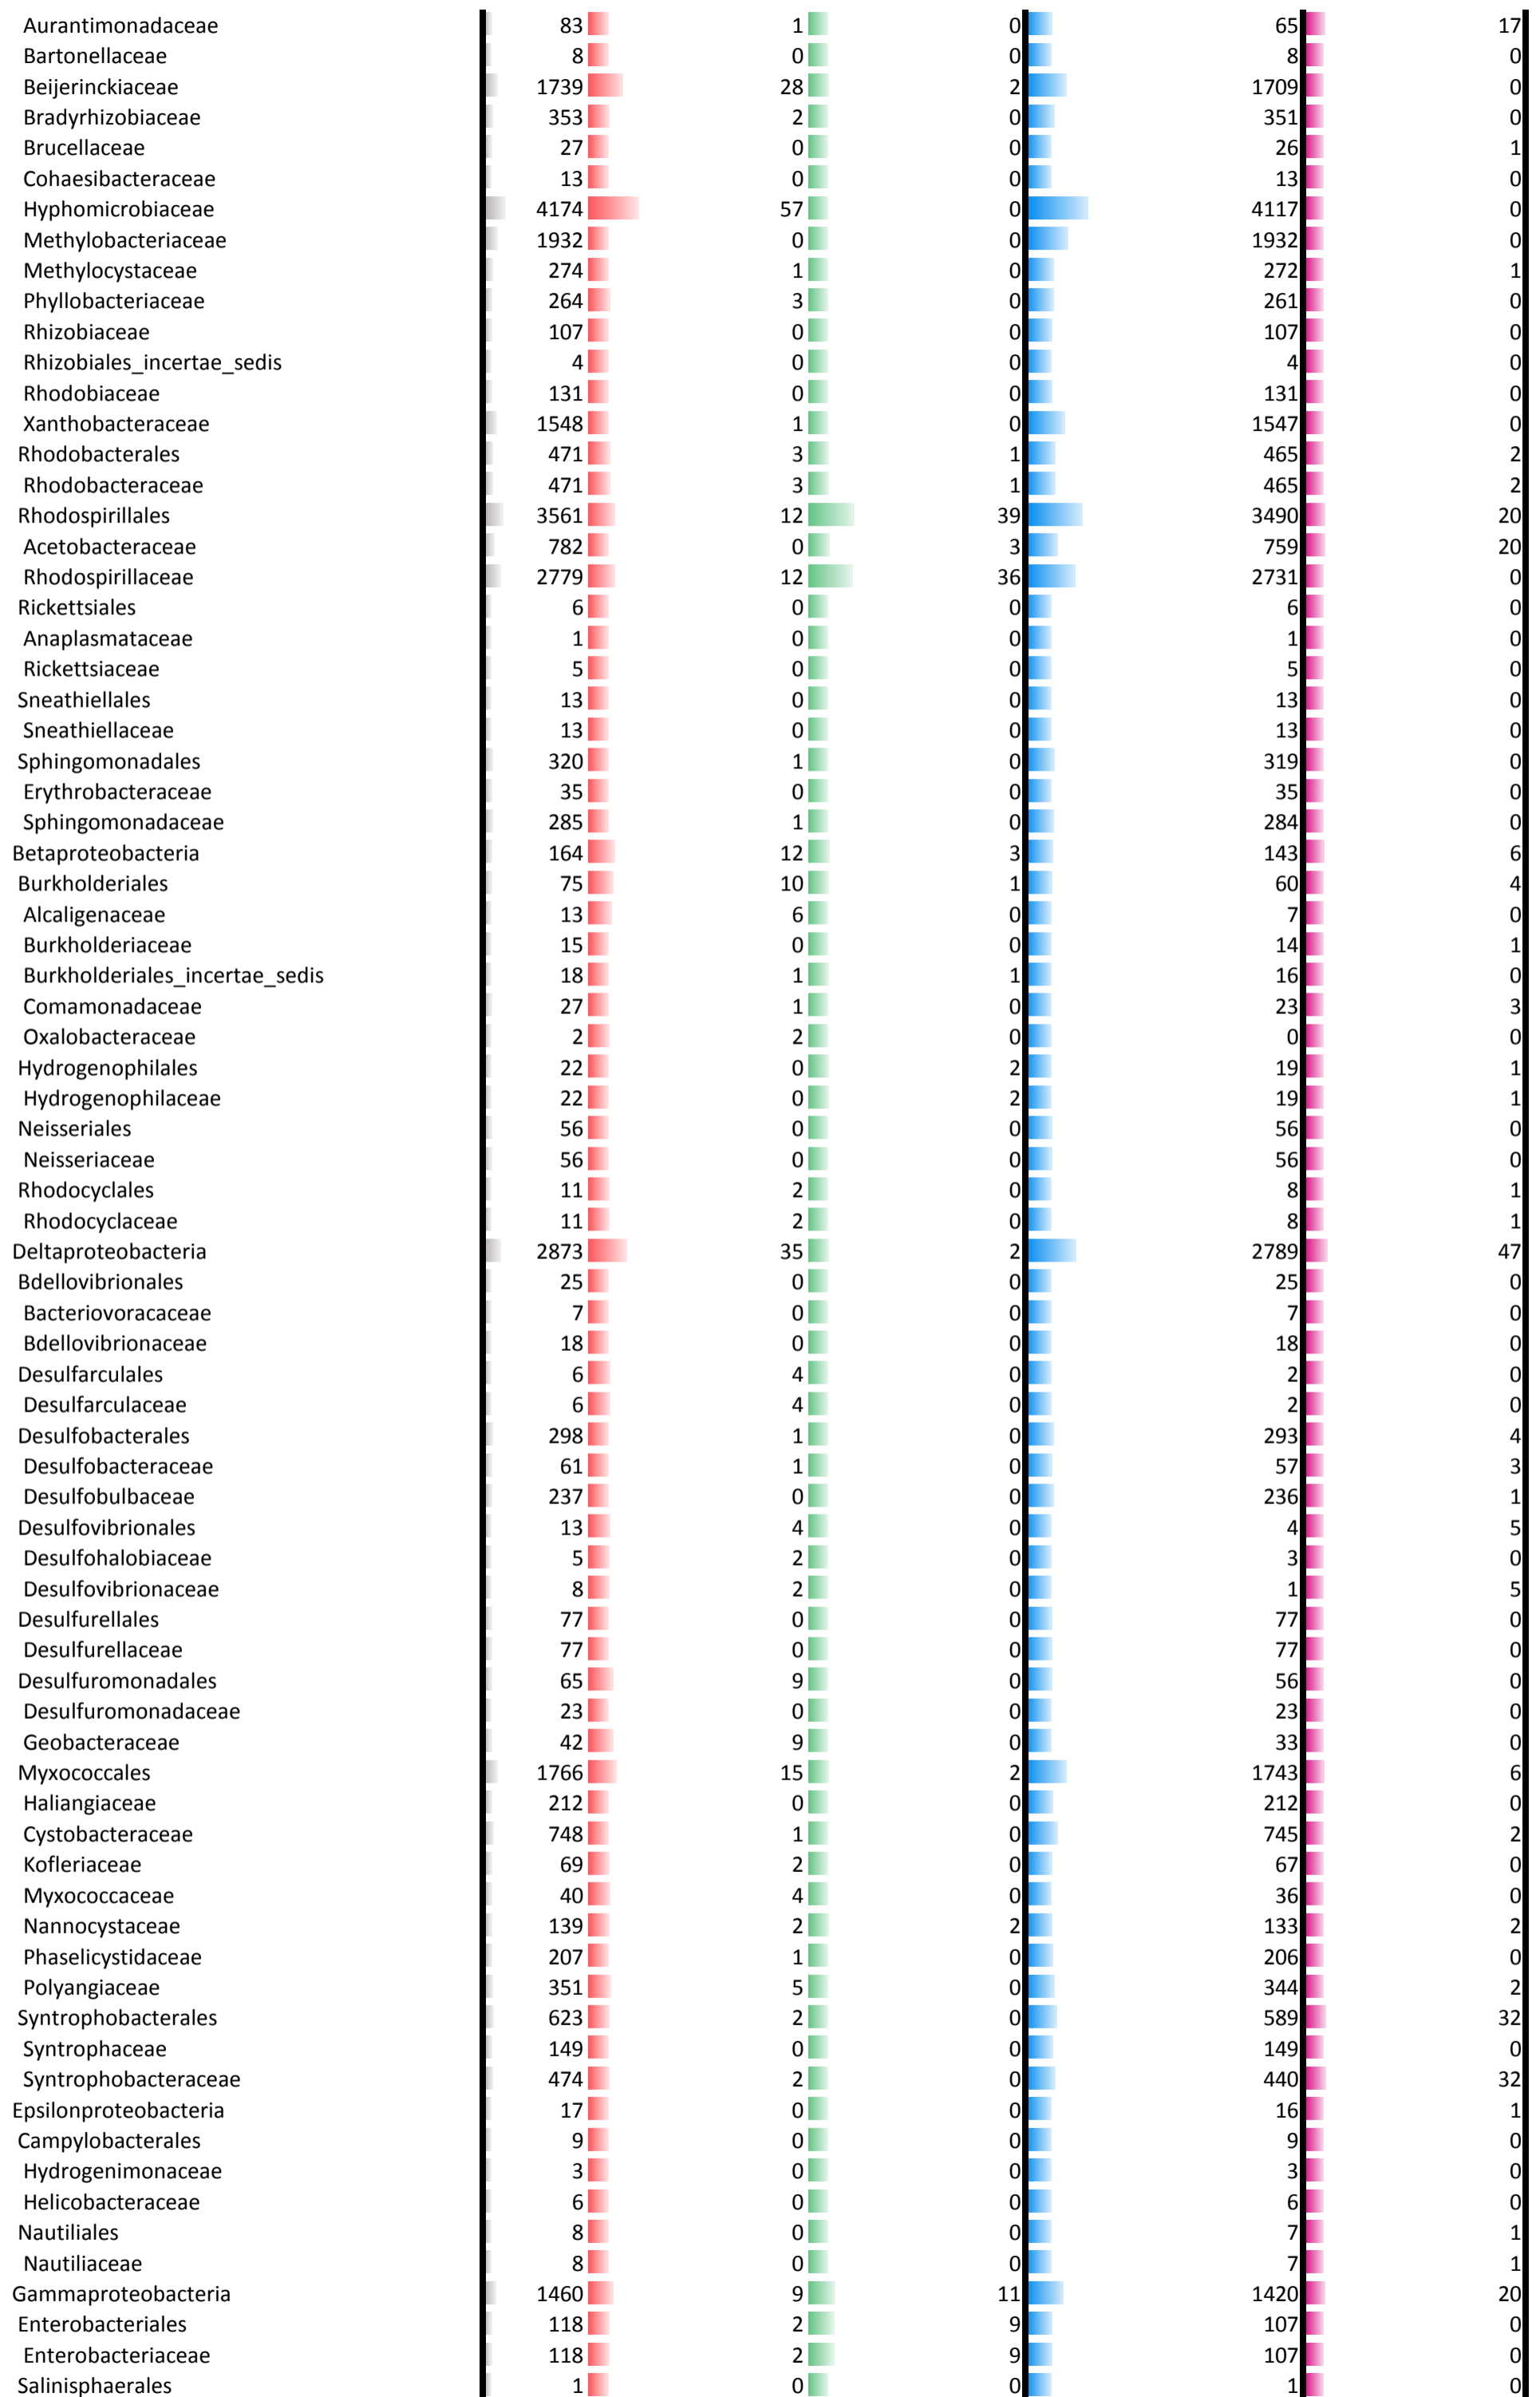 Aurantimonadaceae 83 1 0 65 17
Bartonellaceae 8 0 0 8 0
Beijerinckiaceae 1739 28 2 1709 0
Bradyrhizobiaceae 353 2 0 351 0
Brucellaceae 27 0 0 26 1
Cohaesibacteraceae 13 0 0 13 0
Hyphomicrobiaceae 4174 57 0 4117 0
Methylobacteriaceae 1932 0 0 1932 0
Methylocystaceae 274 1 0 272 1
Phyllobacteriaceae 264 3 0 261 0
Rhizobiaceae 107 0 0 107 0
Rhizobiales_incertae_sedis 4 0 0 4 0
Rhodobiaceae 131 0 0 131 0
Xanthobacteraceae 1548 1 0 1547 0
Rhodobacterales 471 3 1 465 2
Rhodobacteraceae 471 3 1 465 2
Rhodospirillales 3561 12 39 3490 20
Acetobacteraceae 782 0 3 759 20
Rhodospirillaceae 2779 12 36 2731 0
Rickettsiales 6 0 0 6 0
Anaplasmataceae 1 0 0 1 0
Rickettsiaceae 5 0 0 5 0
Sneathiellales 13 0 0 13 0
Sneathiellaceae 13 0 0 13 0
Sphingomonadales 320 1 0 319 0
Erythrobacteraceae 35 0 0 35 0
Sphingomonadaceae 285 1 0 284 0
Betaproteobacteria 164 12 3 143 6
Burkholderiales 75 10 1 60 4
Alcaligenaceae 13 6 0 7 0
Burkholderiaceae 15 0 0 14 1
Burkholderiales_incertae_sedis 18 1 1 16 0
Comamonadaceae 27 1 0 23 3
Oxalobacteraceae 2 2 0 0 0
Hydrogenophilales 22 0 2 19 1
Hydrogenophilaceae 22 0 2 19 1
Neisseriales 56 0 0 56 0
Neisseriaceae 56 0 0 56 0
Rhodocyclales 11 2 0 8 1
Rhodocyclaceae 11 2 0 8 1
Deltaproteobacteria 2873 35 2 2789 47
Bdellovibrionales 25 0 0 25 0
Bacteriovoracaceae 7 0 0 7 0
Bdellovibrionaceae 18 0 0 18 0
Desulfarculales 6 4 0 2 0
Desulfarculaceae 6 4 0 2 0
Desulfobacterales 298 1 0 293 4
Desulfobacteraceae 61 1 0 57 3
Desulfobulbaceae 237 0 0 236 1
Desulfovibrionales 13 4 0 4 5
Desulfohalobiaceae 5 2 0 3 0
Desulfovibrionaceae 8 2 0 1 5
Desulfurellales 77 0 0 77 0
Desulfurellaceae 77 0 0 77 0
Desulfuromonadales 65 9 0 56 0
Desulfuromonadaceae 23 0 0 23 0
Geobacteraceae 42 9 0 33 0
Myxococcales 1766 15 2 1743 6
Haliangiaceae 212 0 0 212 0
Cystobacteraceae 748 1 0 745 2
Kofleriaceae 69 2 0 67 0
Myxococcaceae 40 4 0 36 0
Nannocystaceae 139 2 2 133 2
Phaselicystidaceae 207 1 0 206 0
Polyangiaceae 351 5 0 344 2
Syntrophobacterales 623 2 0 589 32
Syntrophaceae 149 0 0 149 0
Syntrophobacteraceae 474 2 0 440 32
Epsilonproteobacteria 17 0 0 16 1
Campylobacterales 9 0 0 9 0
Hydrogenimonaceae 3 0 0 3 0
Helicobacteraceae 6 0 0 6 0
Nautiliales 8 0 0 7 1
Nautiliaceae 8 0 0 7 1
Gammaproteobacteria 1460 9 11 1420 20
Enterobacteriales 118 2 9 107 0
Enterobacteriaceae 118 2 9 107 0
Salinisphaerales 1 0 0 1 0